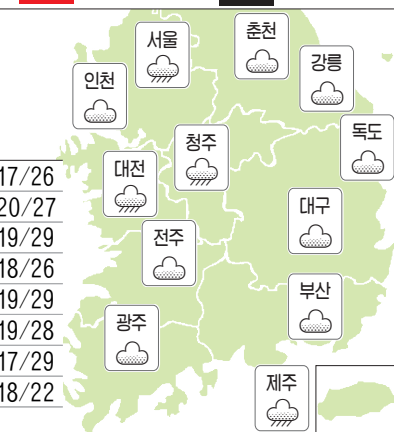 서울
춘천
강릉
인천
독도
청주
대전
17/26
20/27
대구
19/29
전주
18/26
19/29
부산
19/28
광주
17/29
제주
18/22